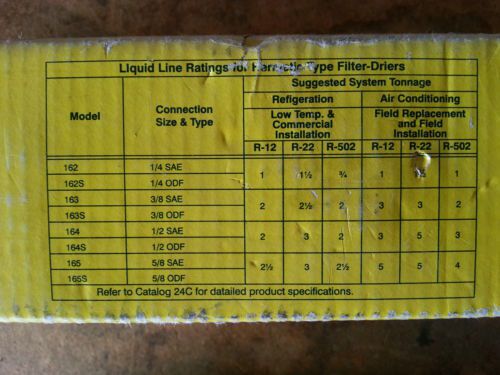 Liquid Line Ratings for Hermetic Type Filter-Driers
Suggested System Tonnage
Model
Connection
Size & Type
Refigeration
Air Conditioning
Low Temp. &
Commercial
Installation
Field Replacement
and Field
Installation
R-12 R-22 R-502 R-12 R-22 R-502
162 1/4 SAE
1 1½ ¾ 1 1
162S 1/4 ODF
163 3/8 SAE
2 2½ 2 3 3 2
163S 3/8 ODF
164 1/2 SAE
2 3 2 3 5 3
164S 1/2 ODF
165 5/8 SAE
2½ 3 2½ 5 5 4
165S 5/8 ODF
Refer to Catalog 24C for datailed product specifications.